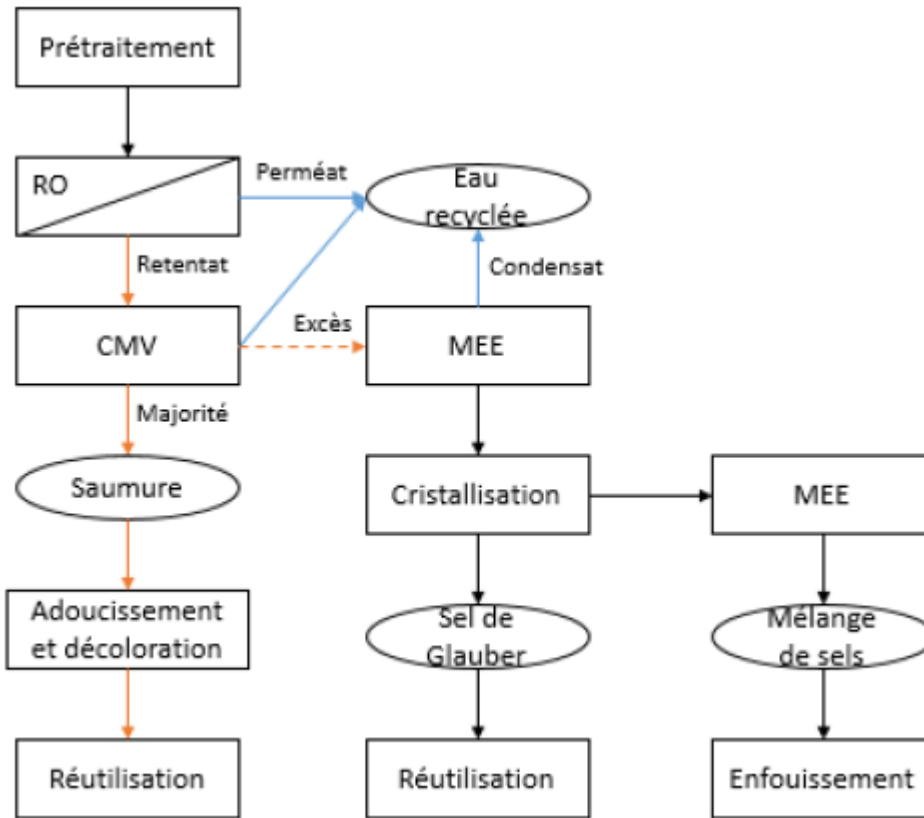 Prétraitement
RO
Perméat
Eau
recyclée
Retentat
Condensat
CMV
Excès
MEE
Majorité
Saumure
Cristallisation
MEE
Adoucissement
et décoloration
Sel de
Glauber
Mélange
de sels
Réutilisation
Réutilisation
Enfouissement